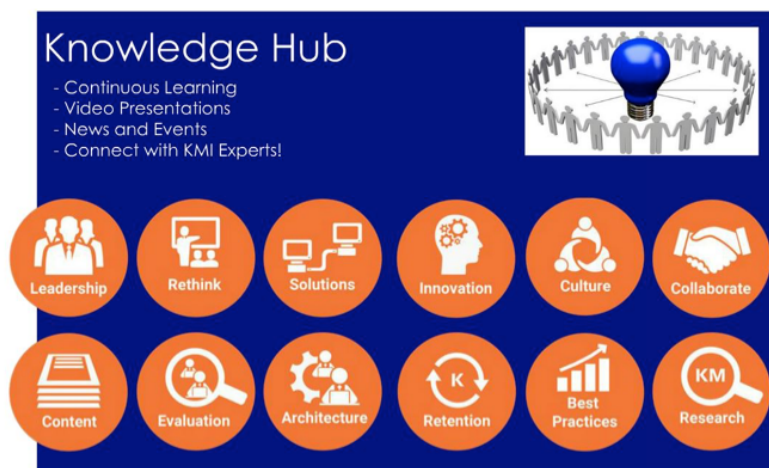 Knowledge Hub
- Continuous Learning
- Video Presentations
- News and Events
- Connect with KMI Experts!
Leadership
Rethink
Solutions
Innovation
Culture
Collaborate
Content
Evaluation
Architecture
K
Retention
Best
Practices
KM
Research